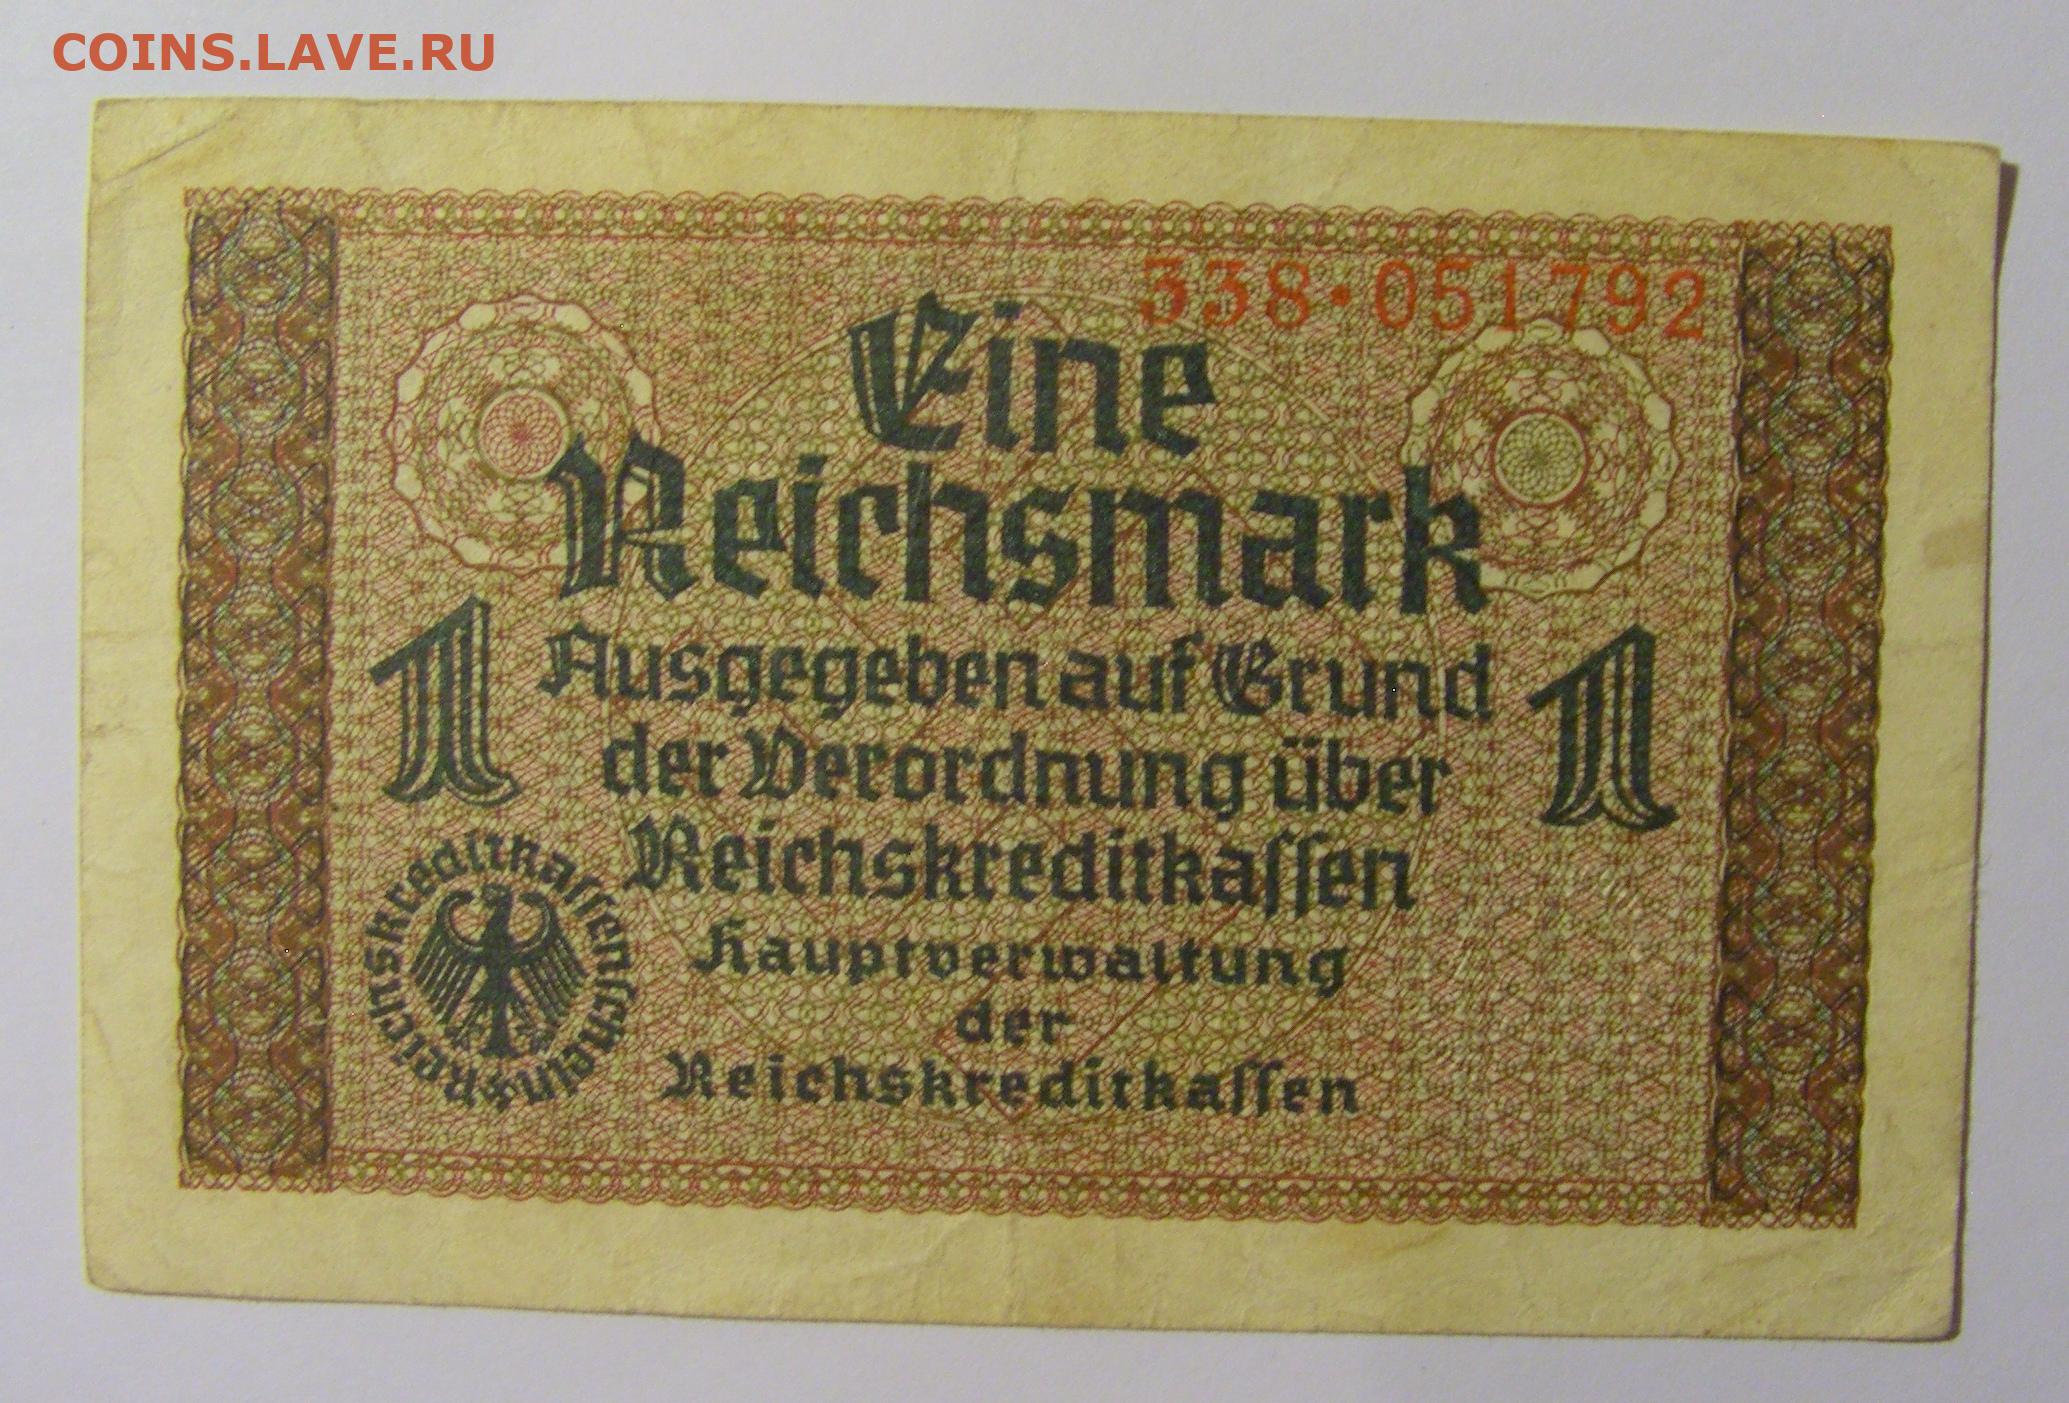 COINS.LAVE.RU
338·051792
Eine
Reichsmark
1 1
Ausgegeben auf Grund
der Verordnung über
Reichskreditkaſſen
Hauptverwaltung
der
Reichskreditkaſſen
Reichskreditkaſſenſchein